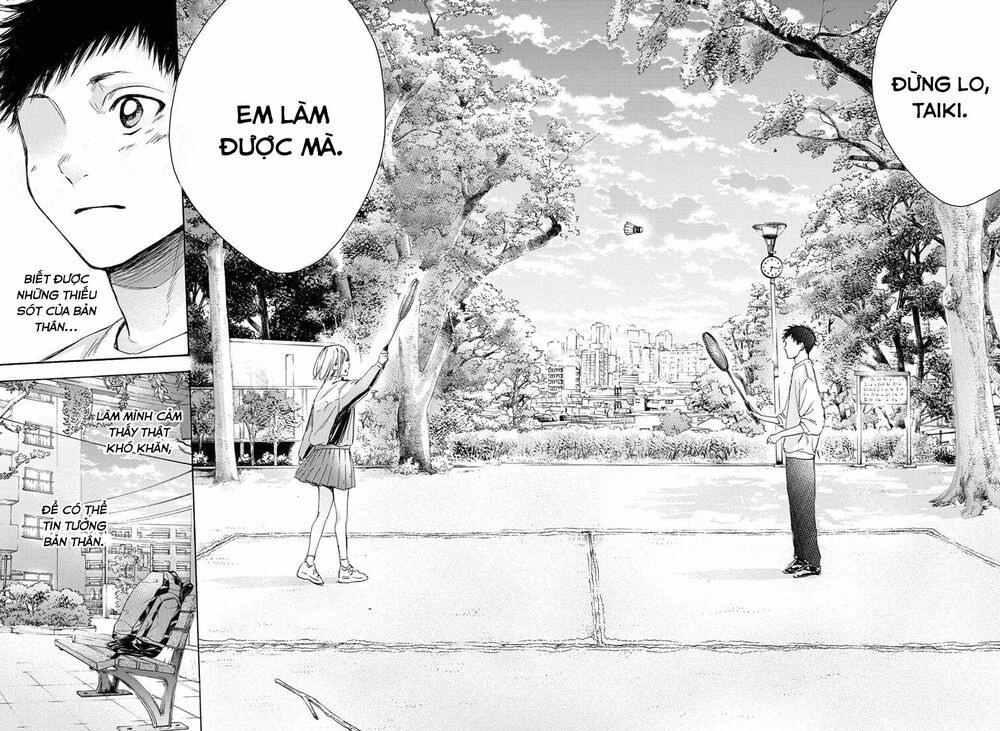 ĐỪNG LO,
TAIKI.
EM LÀM
ĐƯỢC MÀ.
BIẾT ĐƯỢC
NHỮNG THIẾU
SÓT CỦA BẢN
THÂN...
LÀM MÌNH CẢM
THẤY THẬT
KHÓ KHĂN,
ĐỂ CÓ THỂ
TIN TƯỞNG
BẢN THÂN.